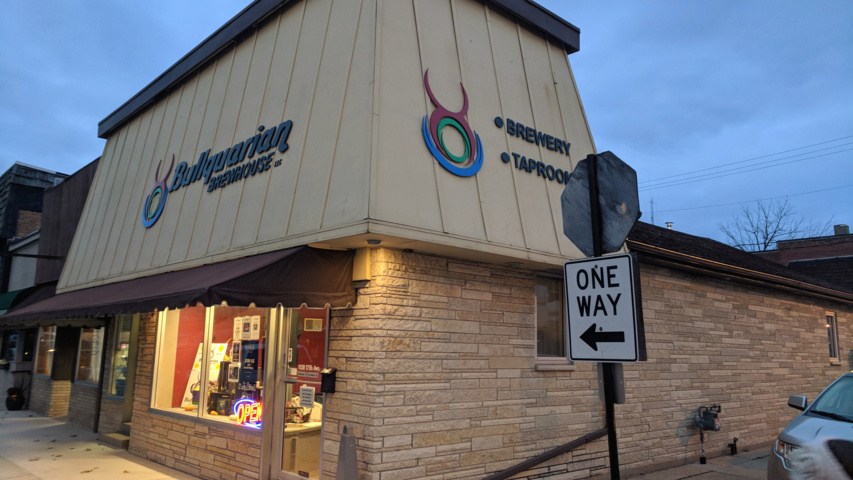 Bullquarian
BREWHOUSE LLC
• BREWERY
• TAPROOM
ONE
WAY
OPEN